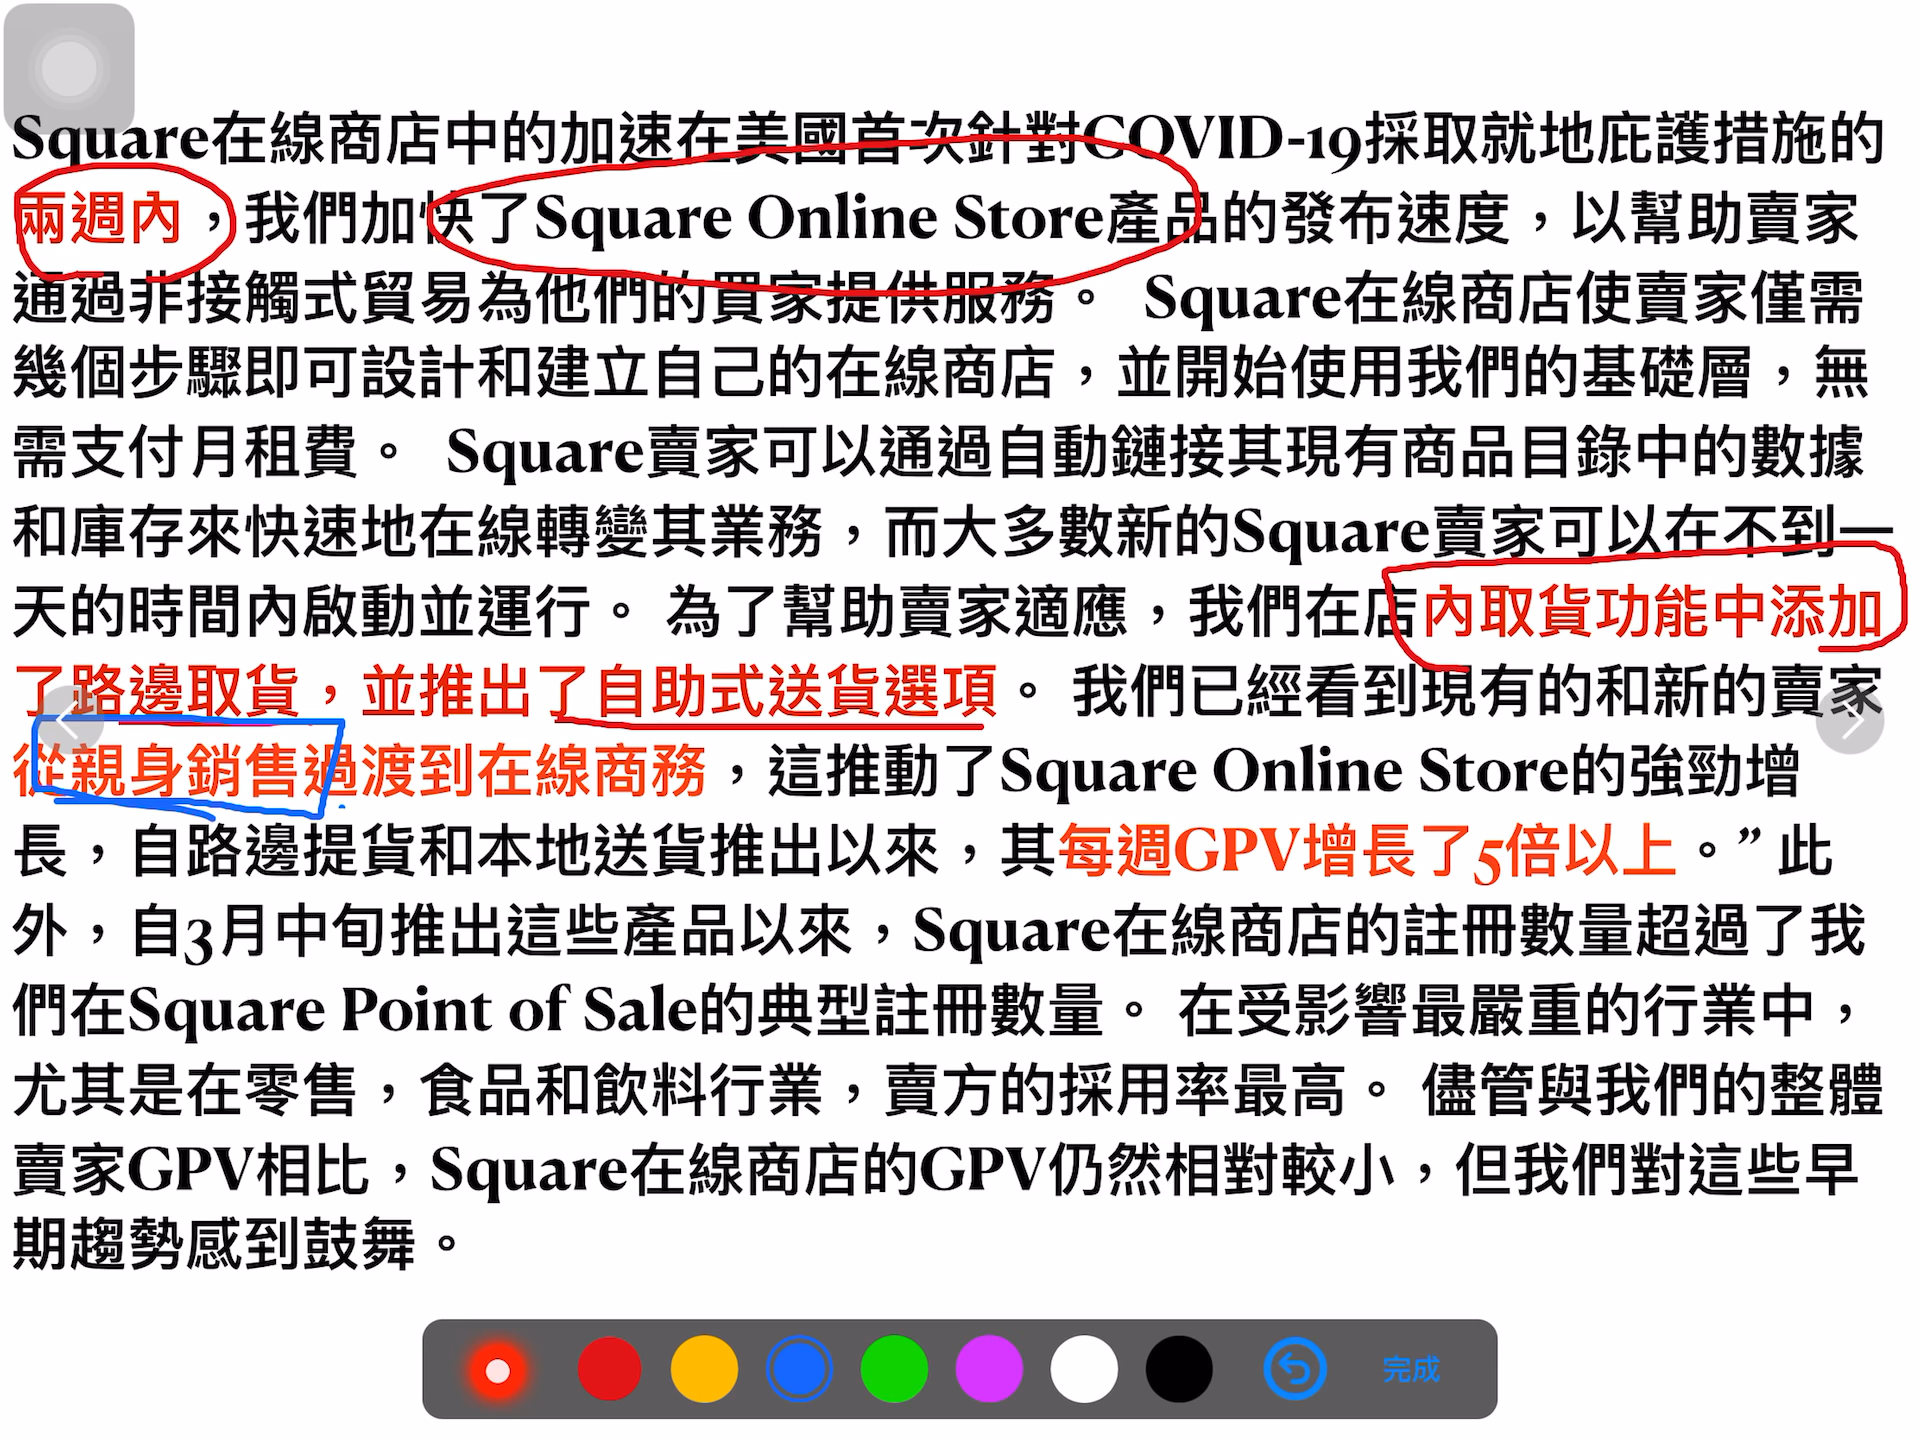 Square在線商店中的加速在美國首次針對COVID-19採取就地庇護措施的
兩週內，我們加快了Square Online Store產品的發布速度，以幫助賣家
通過非接觸式貿易為他們的買家提供服務。 Square在線商店使賣家僅需
幾個步驟即可設計和建立自己的在線商店，並開始使用我們的基礎層，無
需支付月租費。 Square賣家可以通過自動鏈接其現有商品目錄中的數據
和庫存來快速地在線轉變其業務，而大多數新的Square賣家可以在不到一
天的時間內啟動並運行。 為了幫助賣家適應，我們在店內取貨功能中添加
了路邊取貨，並推出了自助式送貨選項。 我們已經看到現有的和新的賣家
從親身銷售過渡到在線商務，這推動了Square Online Store的強勁增
長，自路邊提貨和本地送貨推出以來，其每週GPV增長了5倍以上。” 此
外，自3月中旬推出這些產品以來，Square在線商店的註冊數量超過了我
們在Square Point of Sale的典型註冊數量。 在受影響最嚴重的行業中，
尤其是在零售，食品和飲料行業，賣方的採用率最高。 儘管與我們的整體
賣家GPV相比，Square在線商店的GPV仍然相對較小，但我們對這些早
期趨勢感到鼓舞。
完成